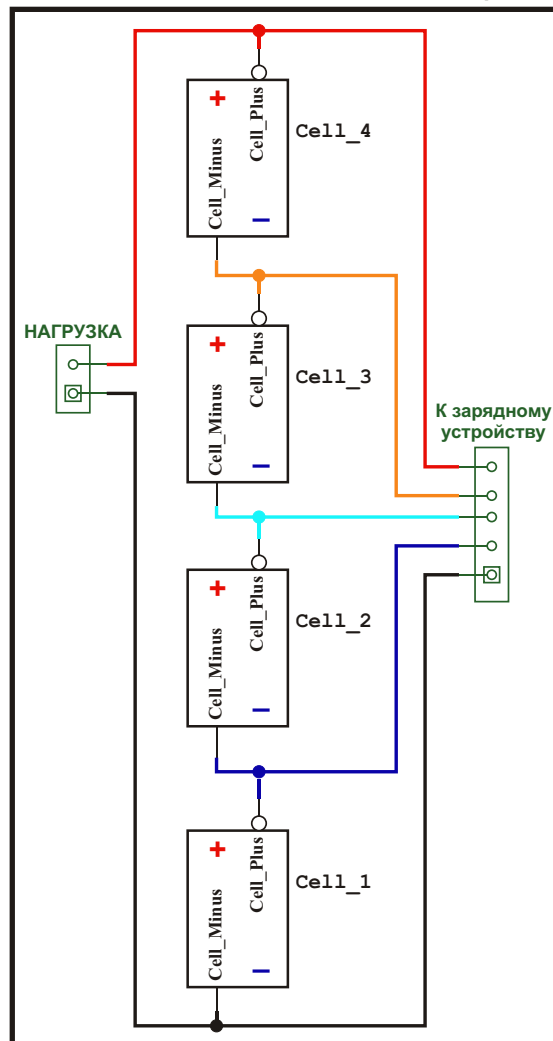 +
Cell_Minus
Cell_Plus
−
Cell_4
НАГРУЗКА
+
Cell_Minus
Cell_Plus
−
Cell_3
К зарядному
устройству
+
Cell_Minus
Cell_Plus
−
Cell_2
+
Cell_Minus
Cell_Plus
−
Cell_1